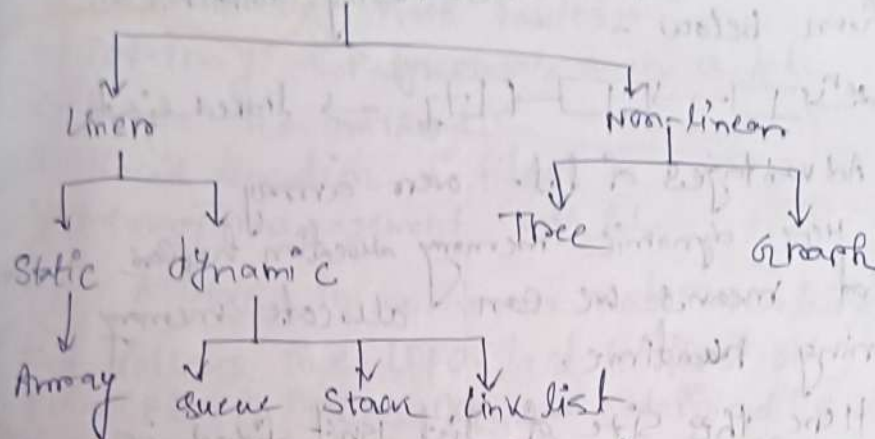 Linear Non-linear
Tree Graph
Static dynamic
Array Queue Stack Link list